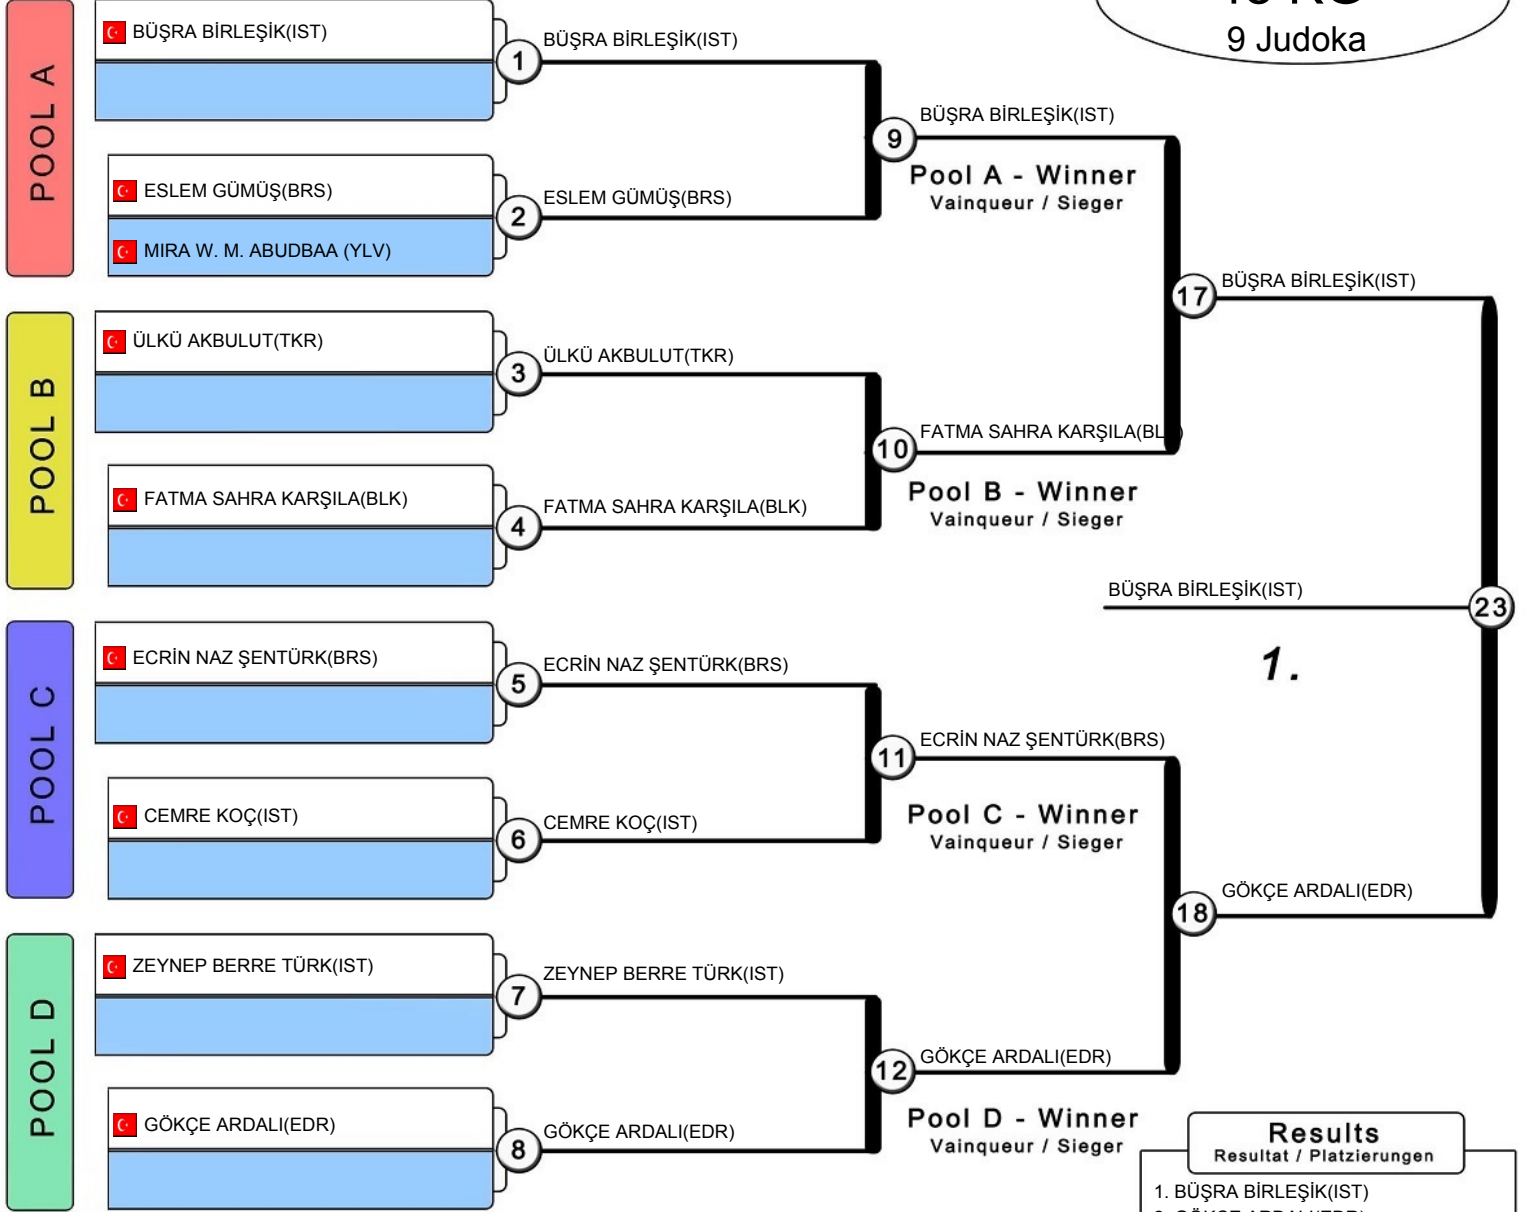 9 Judoka
POOL A
BÜŞRA BİRLEŞİK(IST)
1
BÜŞRA BİRLEŞİK(IST)
ESLEM GÜMÜŞ(BRS)
MIRA W. M. ABUDBAA (YLV)
2
ESLEM GÜMÜŞ(BRS)
9
BÜŞRA BİRLEŞİK(IST)
Pool A - Winner
Vainqueur / Sieger
POOL B
ÜLKÜ AKBULUT(TKR)
3
ÜLKÜ AKBULUT(TKR)
FATMA SAHRA KARŞILA(BLK)
4
FATMA SAHRA KARŞILA(BLK)
10
FATMA SAHRA KARŞILA(BL
Pool B - Winner
Vainqueur / Sieger
17
BÜŞRA BİRLEŞİK(IST)
POOL C
ECRİN NAZ ŞENTÜRK(BRS)
5
ECRİN NAZ ŞENTÜRK(BRS)
CEMRE KOÇ(IST)
6
CEMRE KOÇ(IST)
11
ECRİN NAZ ŞENTÜRK(BRS)
Pool C - Winner
Vainqueur / Sieger
POOL D
ZEYNEP BERRE TÜRK(IST)
7
ZEYNEP BERRE TÜRK(IST)
GÖKÇE ARDALI(EDR)
8
GÖKÇE ARDALI(EDR)
12
GÖKÇE ARDALI(EDR)
Pool D - Winner
Vainqueur / Sieger
18
GÖKÇE ARDALI(EDR)
BÜŞRA BİRLEŞİK(IST)
23
1.
Results
Resultat / Platzierungen
1. BÜŞRA BİRLEŞİK(IST)